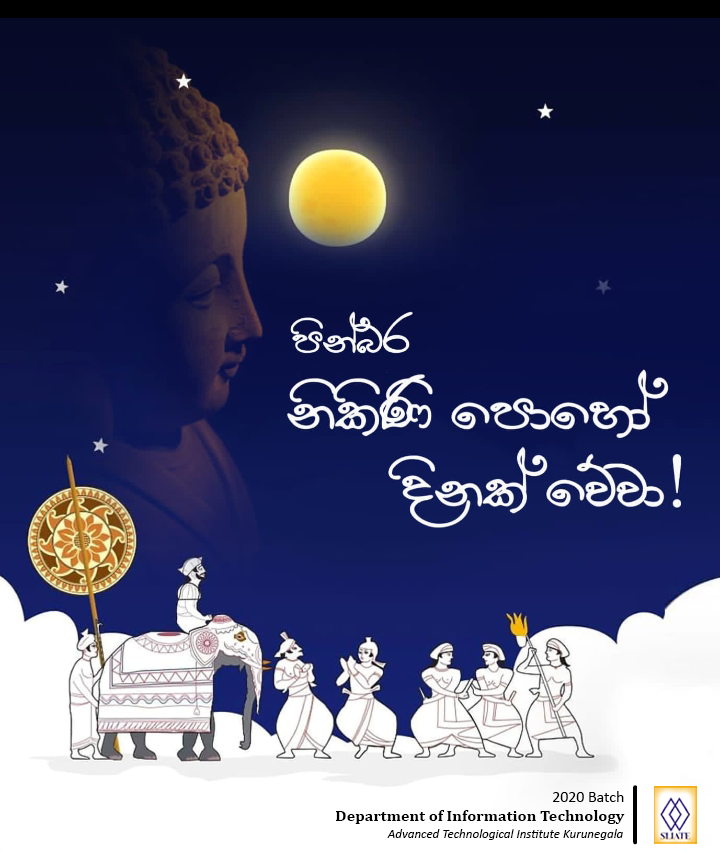 පින්බර
නිකිණි පොහෝ
දිනක් වේවා!
2020 Batch
Department of Information Technology
Advanced Technological Institute Kurunegala
SLIATE